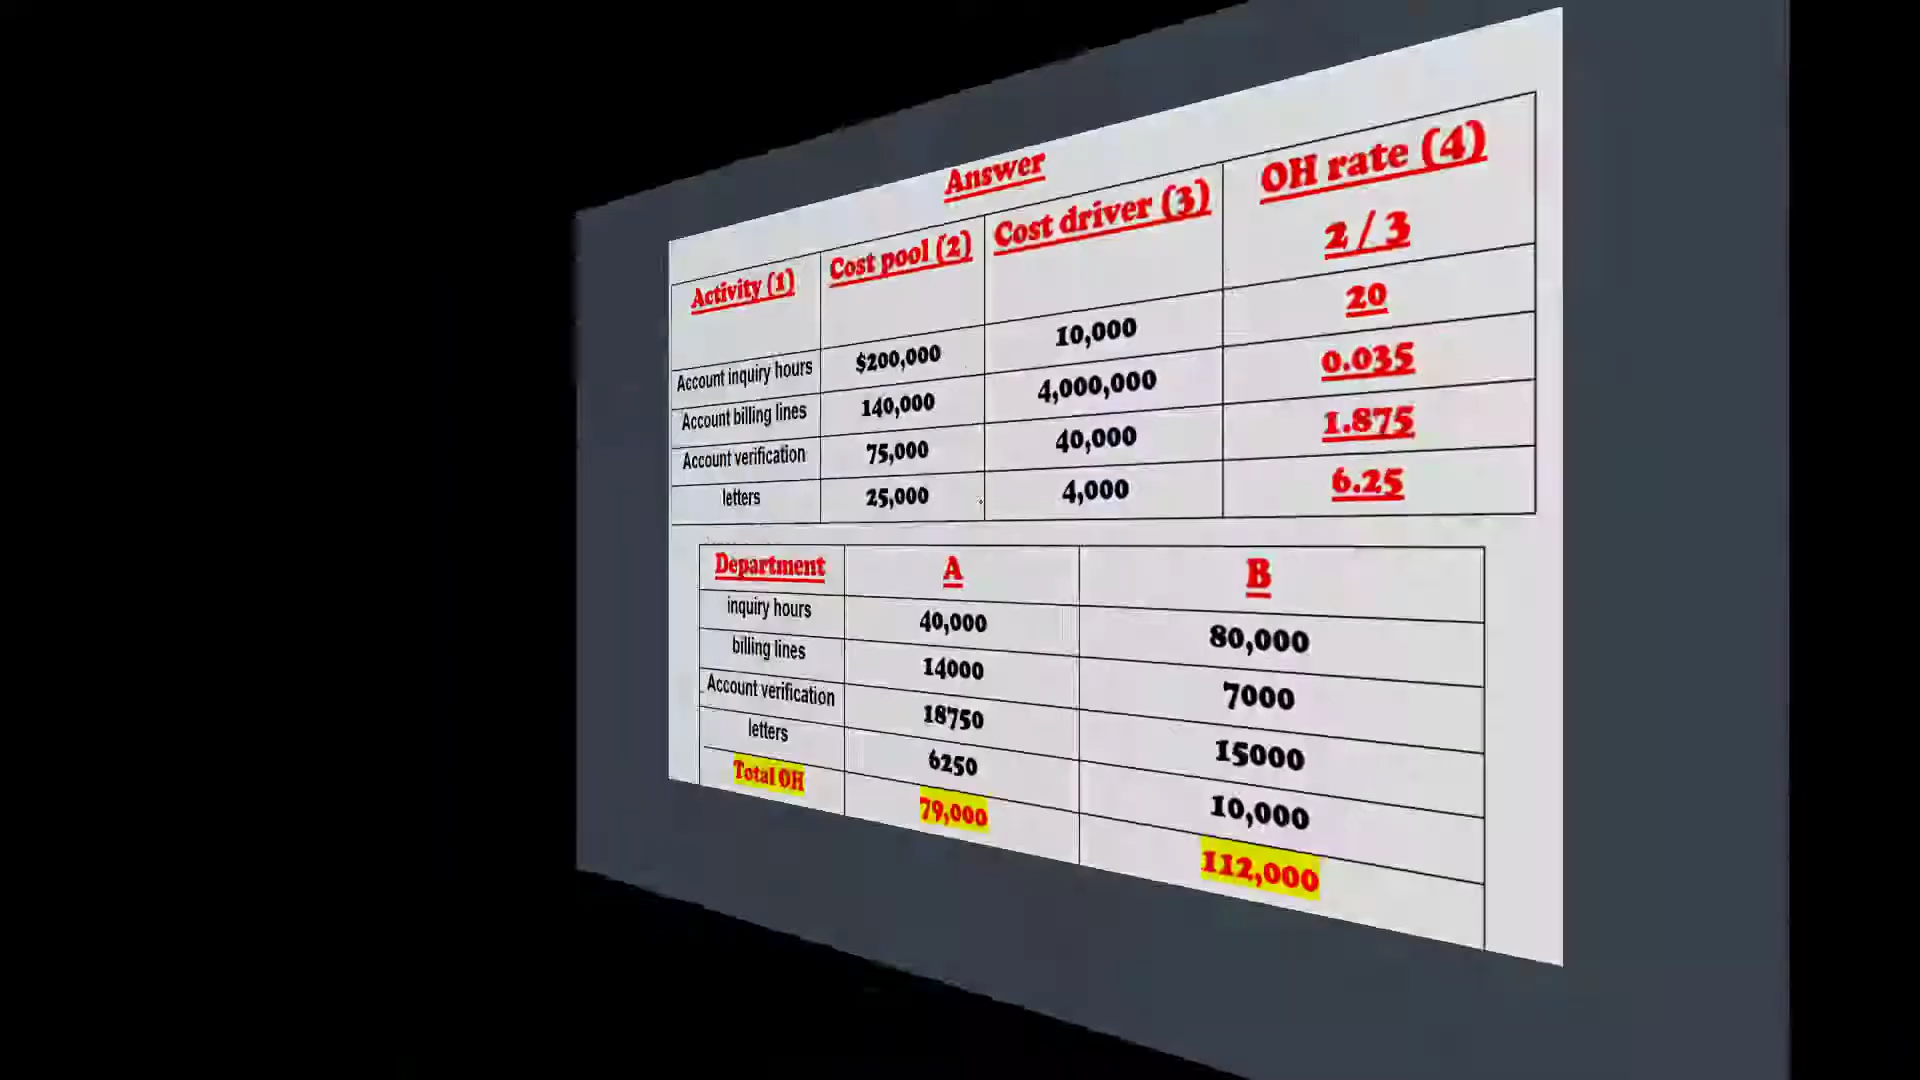 Answer
Activity (1) Cost pool (2) Cost driver (3) OH rate (4)
2 / 3
Account inquiry hours $200,000 10,000 20
Account billing lines 140,000 4,000,000 0.035
Account verification 75,000 40,000 1.875
letters 25,000 4,000 6.25
Department A B
inquiry hours 40,000 80,000
billing lines 14000 7000
Account verification 18750 15000
letters 6250 10,000
Total OH 79,000 112,000